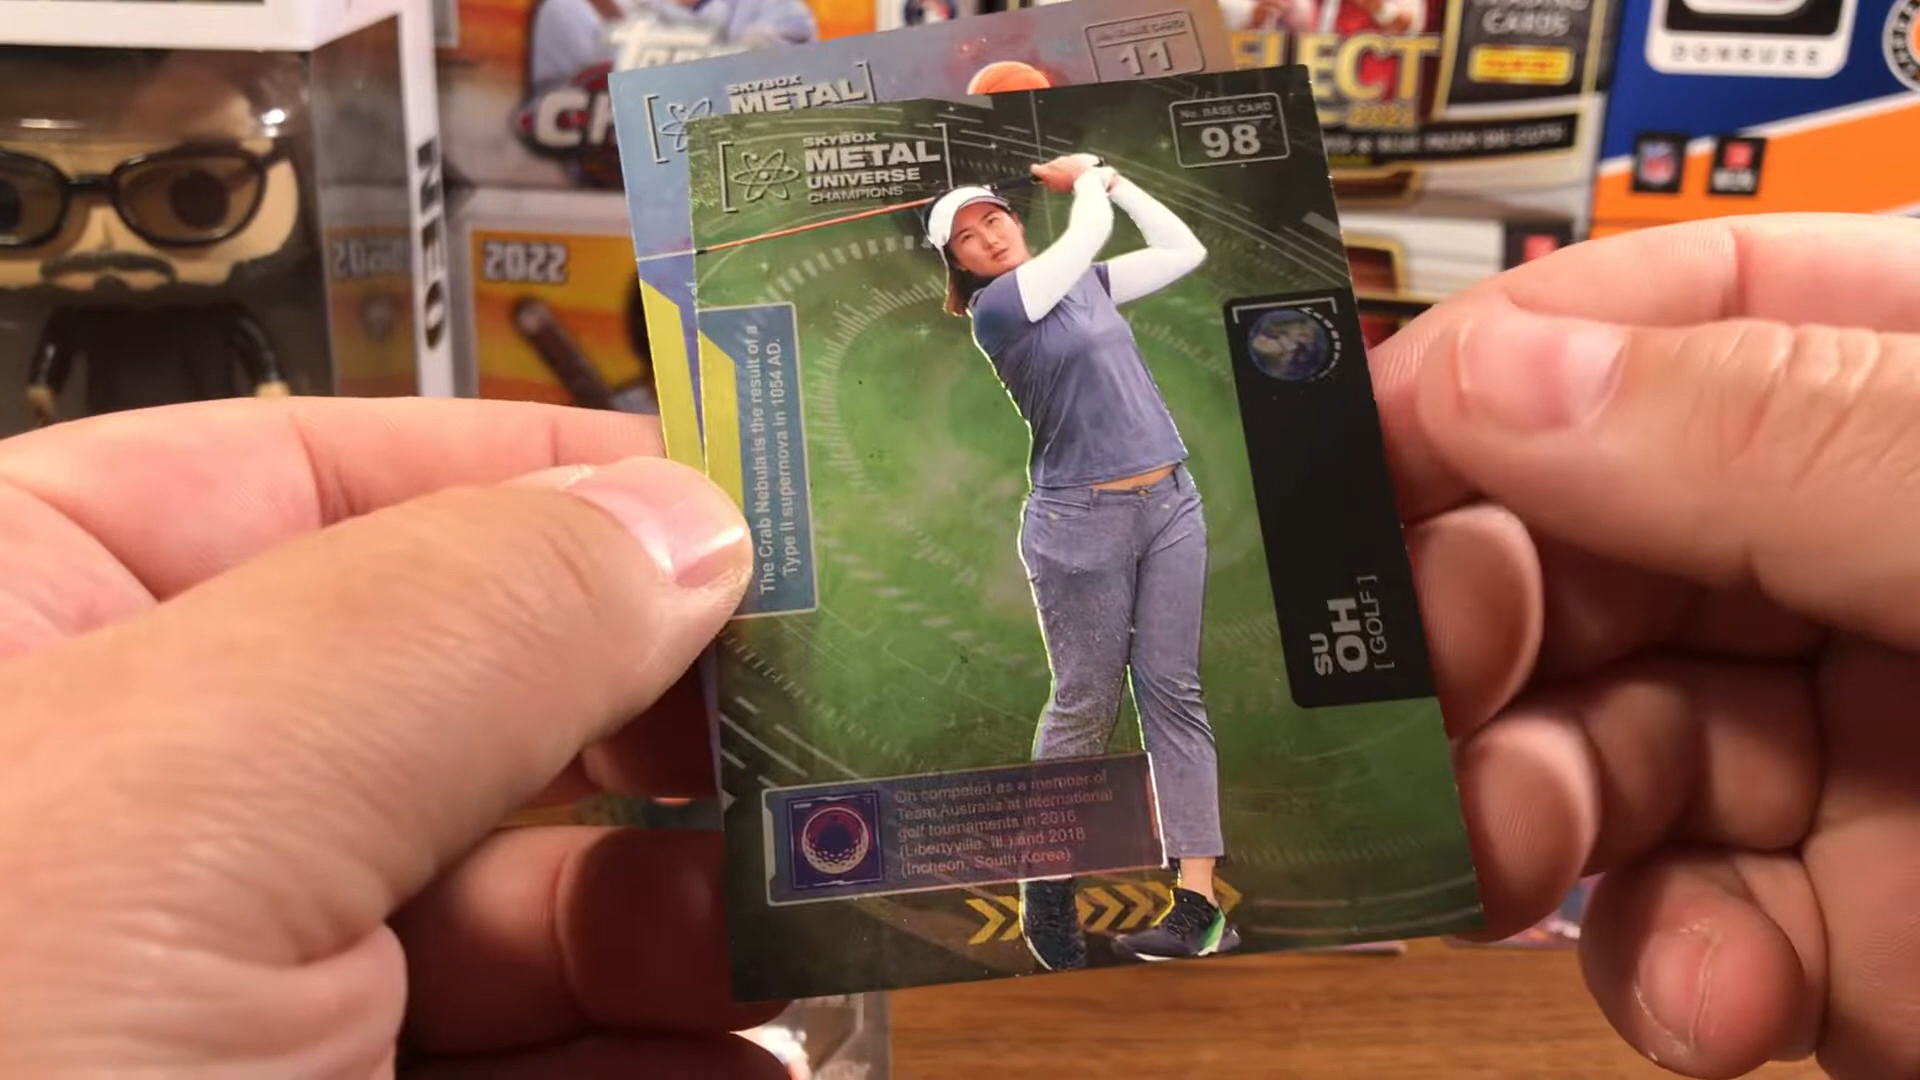 11
SKYBOX
METAL
No. BASE CARD
98
SKYBOX
METAL
UNIVERSE
CHAMPIONS
The Crab Nebula is the result of a
Type II supernova in 1054 AD.
SU
OH
[ GOLF ]
Oh competed as a member of
Team Australia at international
golf tournaments in 2016
(Libertyville, Ill.) and 2018
(Incheon, South Korea)
2022
DONRUSS
CARDS